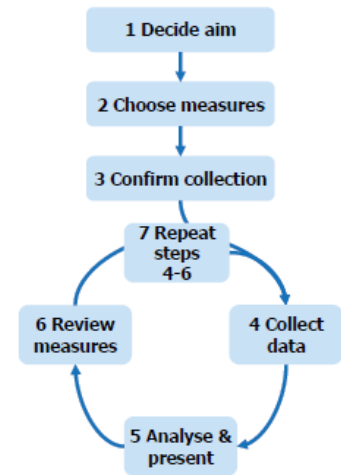 1 Decide aim
2 Choose measures
3 Confirm collection
7 Repeat
steps
4-6
4 Collect
data
5 Analyse &
present
6 Review
measures